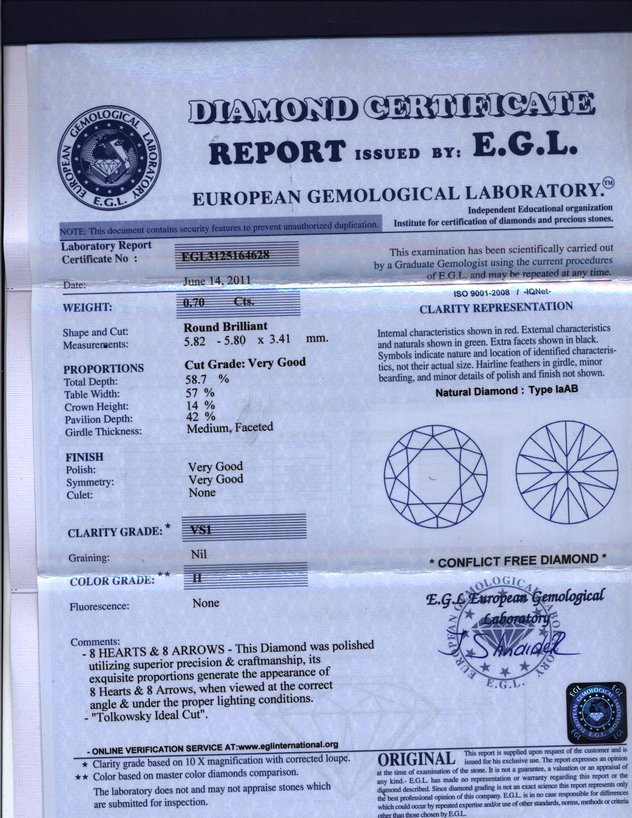 DIAMOND CERTIFICATE
REPORT ISSUED BY: E.G.L.
EUROPEAN GEMOLOGICAL LABORATORY.™
EUROPEAN GEMOLOGICAL LABORATORY
E.G.L.
Independent Educational organization
Institute for certification of diamonds and precious stones.
NOTE: This document contains security features to prevent unauthorized duplication.
Laboratory Report
Certificate No : EGL3125164628
Date: June 14, 2011
WEIGHT: 0.70 Cts.
Shape and Cut: Round Brilliant
Measurements: 5.82 - 5.80 x 3.41 mm.
PROPORTIONS Cut Grade: Very Good
Total Depth: 58.7 %
Table Width: 57 %
Crown Height: 14 %
Pavilion Depth: 42 %
Girdle Thickness: Medium, Faceted
FINISH
Polish: Very Good
Symmetry: Very Good
Culet: None
CLARITY GRADE: * VS1
Graining: Nil
COLOR GRADE: ** H
Fluorescence: None
Comments:
- 8 HEARTS & 8 ARROWS - This Diamond was polished
utilizing superior precision & craftmanship, its
exquisite proportions generate the appearance of
8 Hearts & 8 Arrows, when viewed at the correct
angle & under the proper lighting conditions.
- "Tolkowsky Ideal Cut".
- ONLINE VERIFICATION SERVICE AT:www.eglinternational.org
* Clarity grade based on 10 X magnification with corrected loupe.
** Color based on master color diamonds comparison.
The laboratory does not and may not appraise stones which
are submitted for inspection.
This examination has been scientifically carried out
by a Graduate Gemologist using the current procedures
of E.G.L. and may be repeated at any time.
ISO 9001-2008 / -IQNet-
CLARITY REPRESENTATION
Internal characteristics shown in red. External characteristics
and naturals shown in green. Extra facets shown in black.
Symbols indicate nature and location of identified characteris-
tics, not their actual size. Hairline feathers in girdle, minor
bearding, and minor details of polish and finish not shown.
Natural Diamond : Type IaAB
* CONFLICT FREE DIAMOND *
E.G.L European Gemological
Laboratory
E.G.L.
EGL
EGL
E.G.L
EGL
EGL
ORIGINAL This report is supplied upon request of the customer and is
issued for his exclusive use. The report expresses an opinion
at the time of examination of the stone. It is not a guarantee, a valuation or an appraisal of
any kind.- E.G.L. has made no representation or warranty regarding this report or the
diamond described. Since diamond grading is not an exact science this report represents only
the best professional opinion of this company. E.G.L. is in no case responsible for differences
which could occur by repeated expertise and/or use of other standards, norms, methods or criteria
other than those chosen by E.G.L.